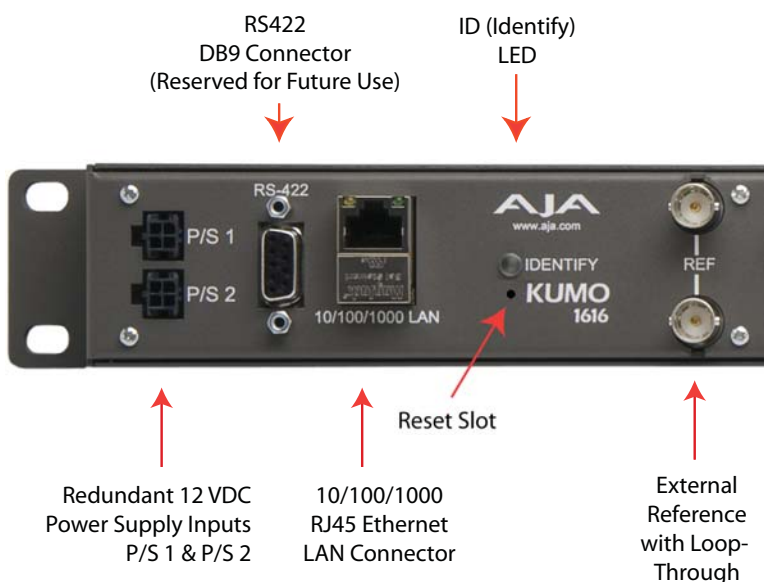 RS422
DB9 Connector
(Reserved for Future Use)
ID (Identify)
LED
RS-422
AJA
www.aja.com
P/S 1
IDENTIFY
REF
P/S 2
KUMO
1616
10/100/1000 LAN
Reset Slot
Redundant 12 VDC
Power Supply Inputs
P/S 1 & P/S 2
10/100/1000
RJ45 Ethernet
LAN Connector
External
Reference
with Loop-
Through